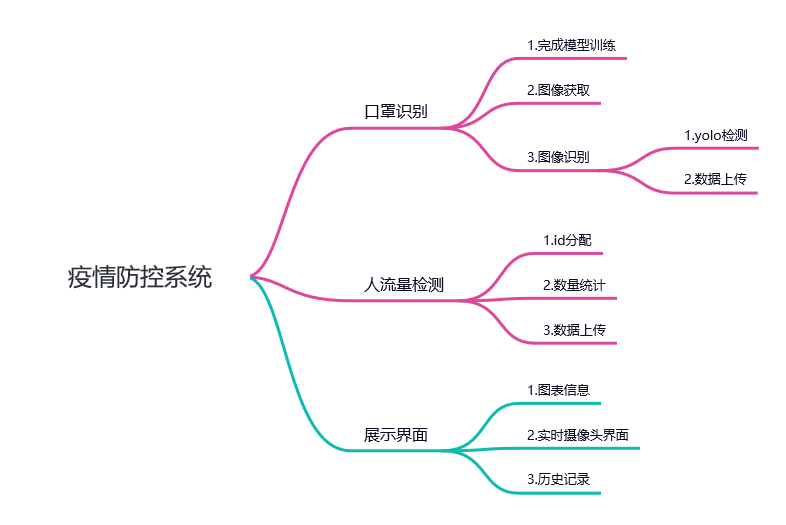 疫情防控系统
口罩识别
1.完成模型训练
2.图像获取
3.图像识别
1.yolo检测
2.数据上传
人流量检测
1.id分配
2.数量统计
3.数据上传
展示界面
1.图表信息
2.实时摄像头界面
3.历史记录